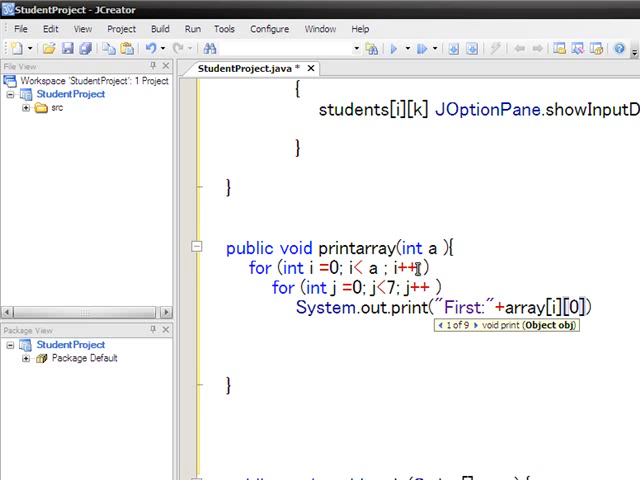 StudentProject - JCreator
File Edit View Project Build Run Tools Configure Window Help
File View
Workspace 'StudentProject': 1 Project
StudentProject
src
Project View
StudentProject
Package Default
StudentProject.java *
{
students[i][k] JOptionPane.showInputD
}
}
public void printarray(int a ){
for (int i =0; i< a ; i++)
for (int j =0; j<7; j++ )
System.out.print("First:"+array[i][0])
1 of 9 void print (Object obj)
}